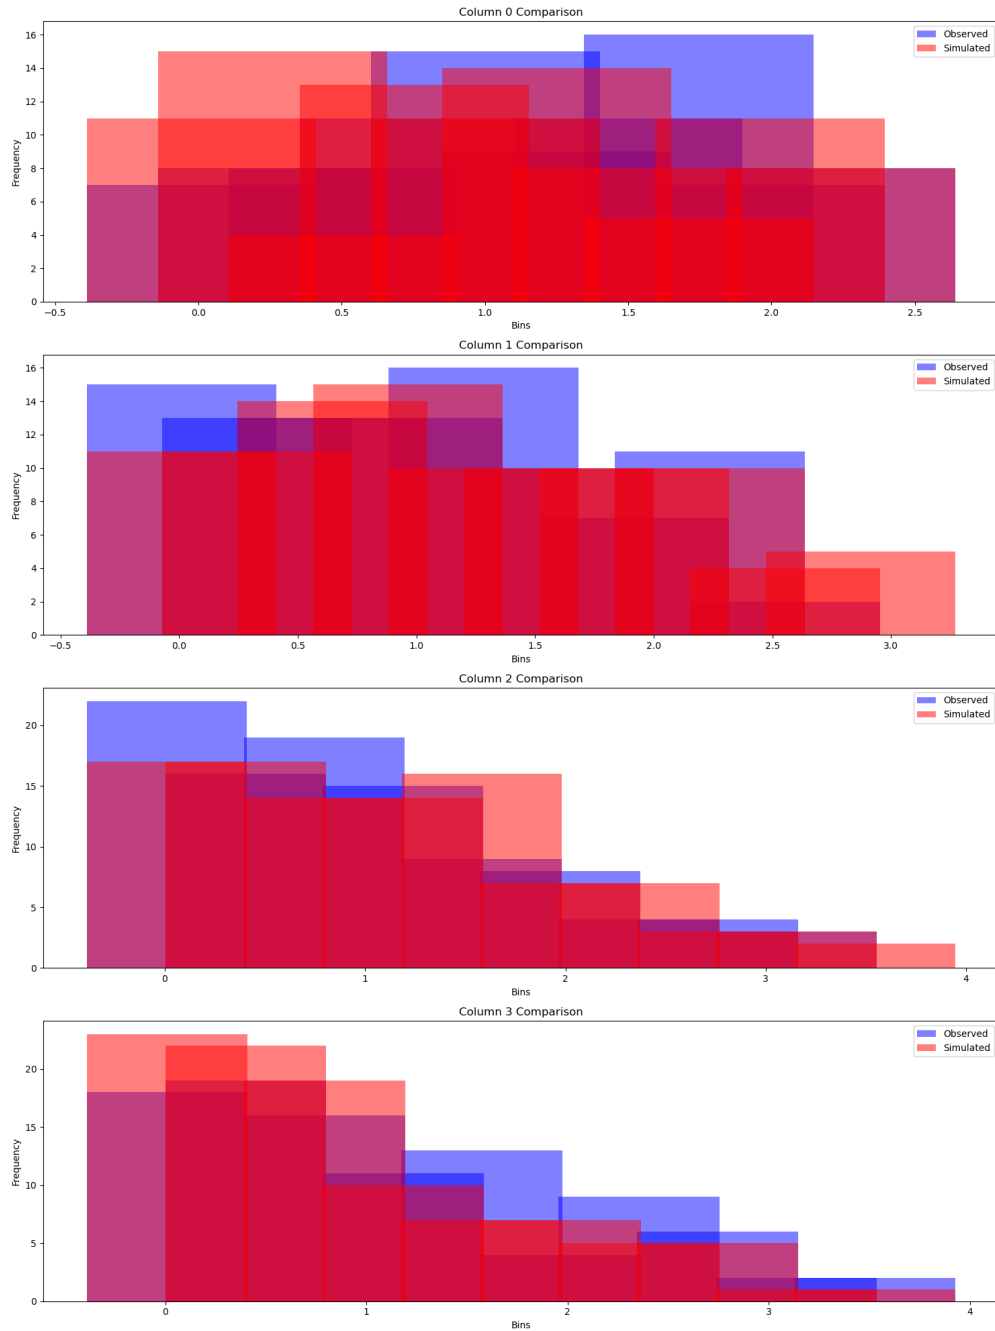 Column 0 Comparison
Observed
Simulated
16
14
12
10
8
6
4
2
0
Frequency
−0.5 0.0 0.5 1.0 1.5 2.0 2.5
Bins
Column 1 Comparison
Observed
Simulated
16
14
12
10
8
6
4
2
0
Frequency
−0.5 0.0 0.5 1.0 1.5 2.0 2.5 3.0
Bins
Column 2 Comparison
Observed
Simulated
20
15
10
5
0
Frequency
0 1 2 3 4
Bins
Column 3 Comparison
Observed
Simulated
20
15
10
5
0
Frequency
0 1 2 3 4
Bins